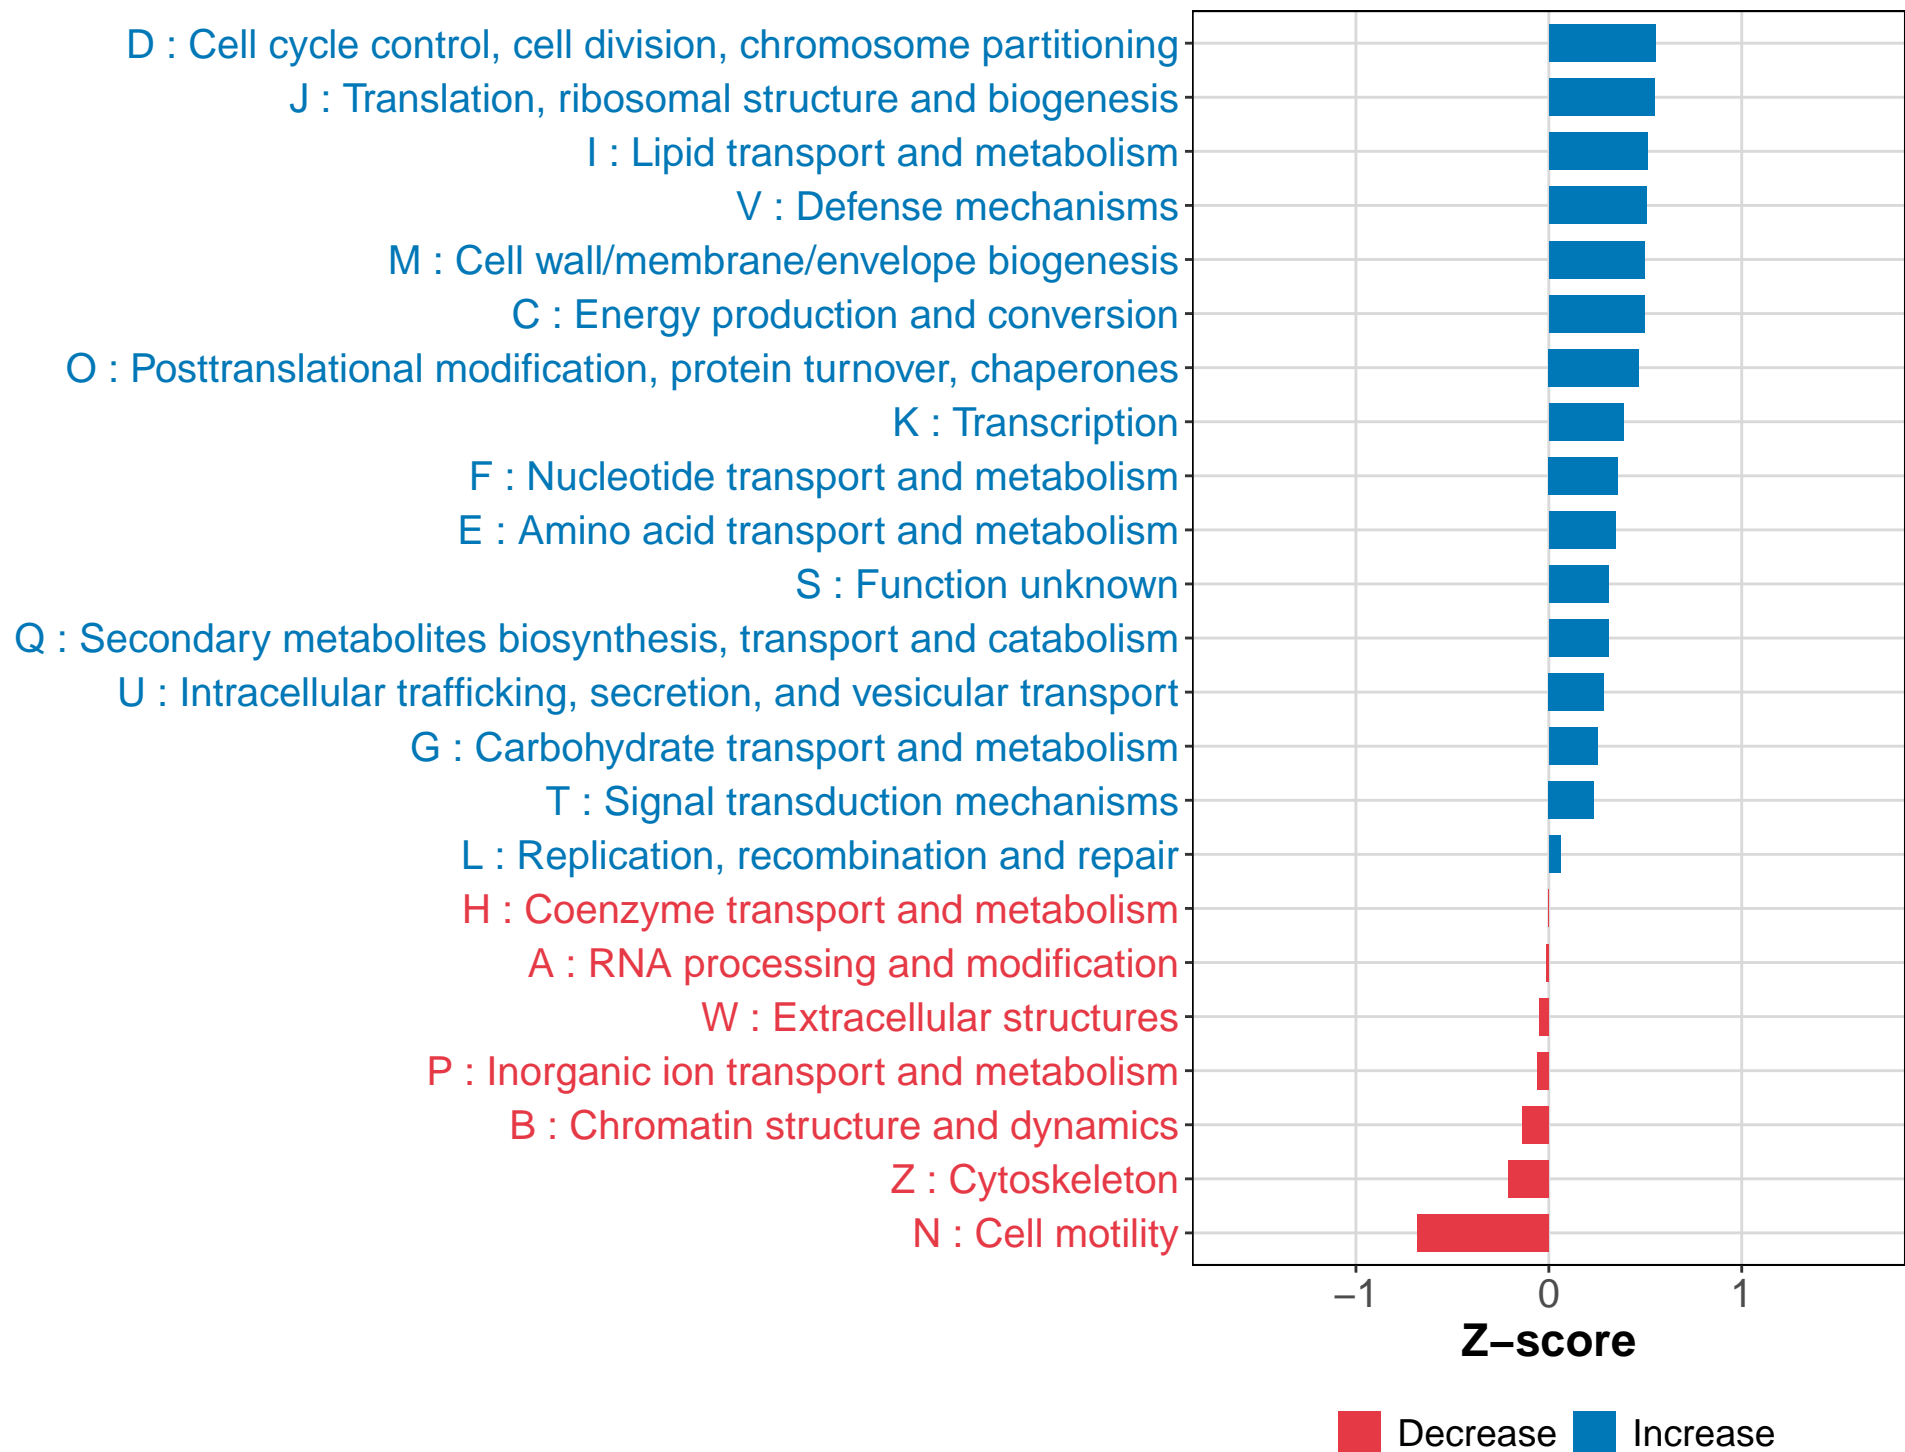 D : Cell cycle control, cell division, chromosome partitioning
J : Translation, ribosomal structure and biogenesis
I : Lipid transport and metabolism
V : Defense mechanisms
M : Cell wall/membrane/envelope biogenesis
C : Energy production and conversion
O : Posttranslational modification, protein turnover, chaperones
K : Transcription
F : Nucleotide transport and metabolism
E : Amino acid transport and metabolism
S : Function unknown
Q : Secondary metabolites biosynthesis, transport and catabolism
U : Intracellular trafficking, secretion, and vesicular transport
G : Carbohydrate transport and metabolism
T : Signal transduction mechanisms
L : Replication, recombination and repair
H : Coenzyme transport and metabolism
A : RNA processing and modification
W : Extracellular structures
P : Inorganic ion transport and metabolism
B : Chromatin structure and dynamics
Z : Cytoskeleton
N : Cell motility
−1 0 1
Z−score
Decrease Increase